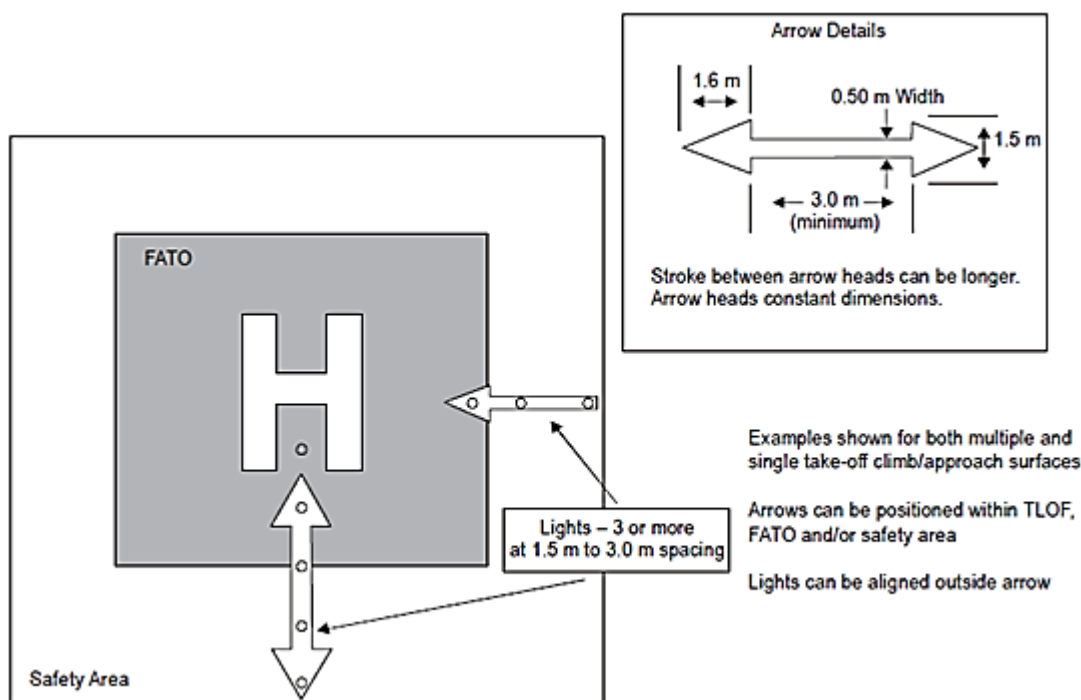 Arrow Details
1.6 m
0.50 m Width
1.5 m
3.0 m
(minimum)
Stroke between arrow heads can be longer.
Arrow heads constant dimensions.
FATO
H
Examples shown for both multiple and
single take-off climb/approach surfaces
Arrows can be positioned within TLOF,
FATO and/or safety area
Lights can be aligned outside arrow
Lights – 3 or more
at 1.5 m to 3.0 m spacing
Safety Area